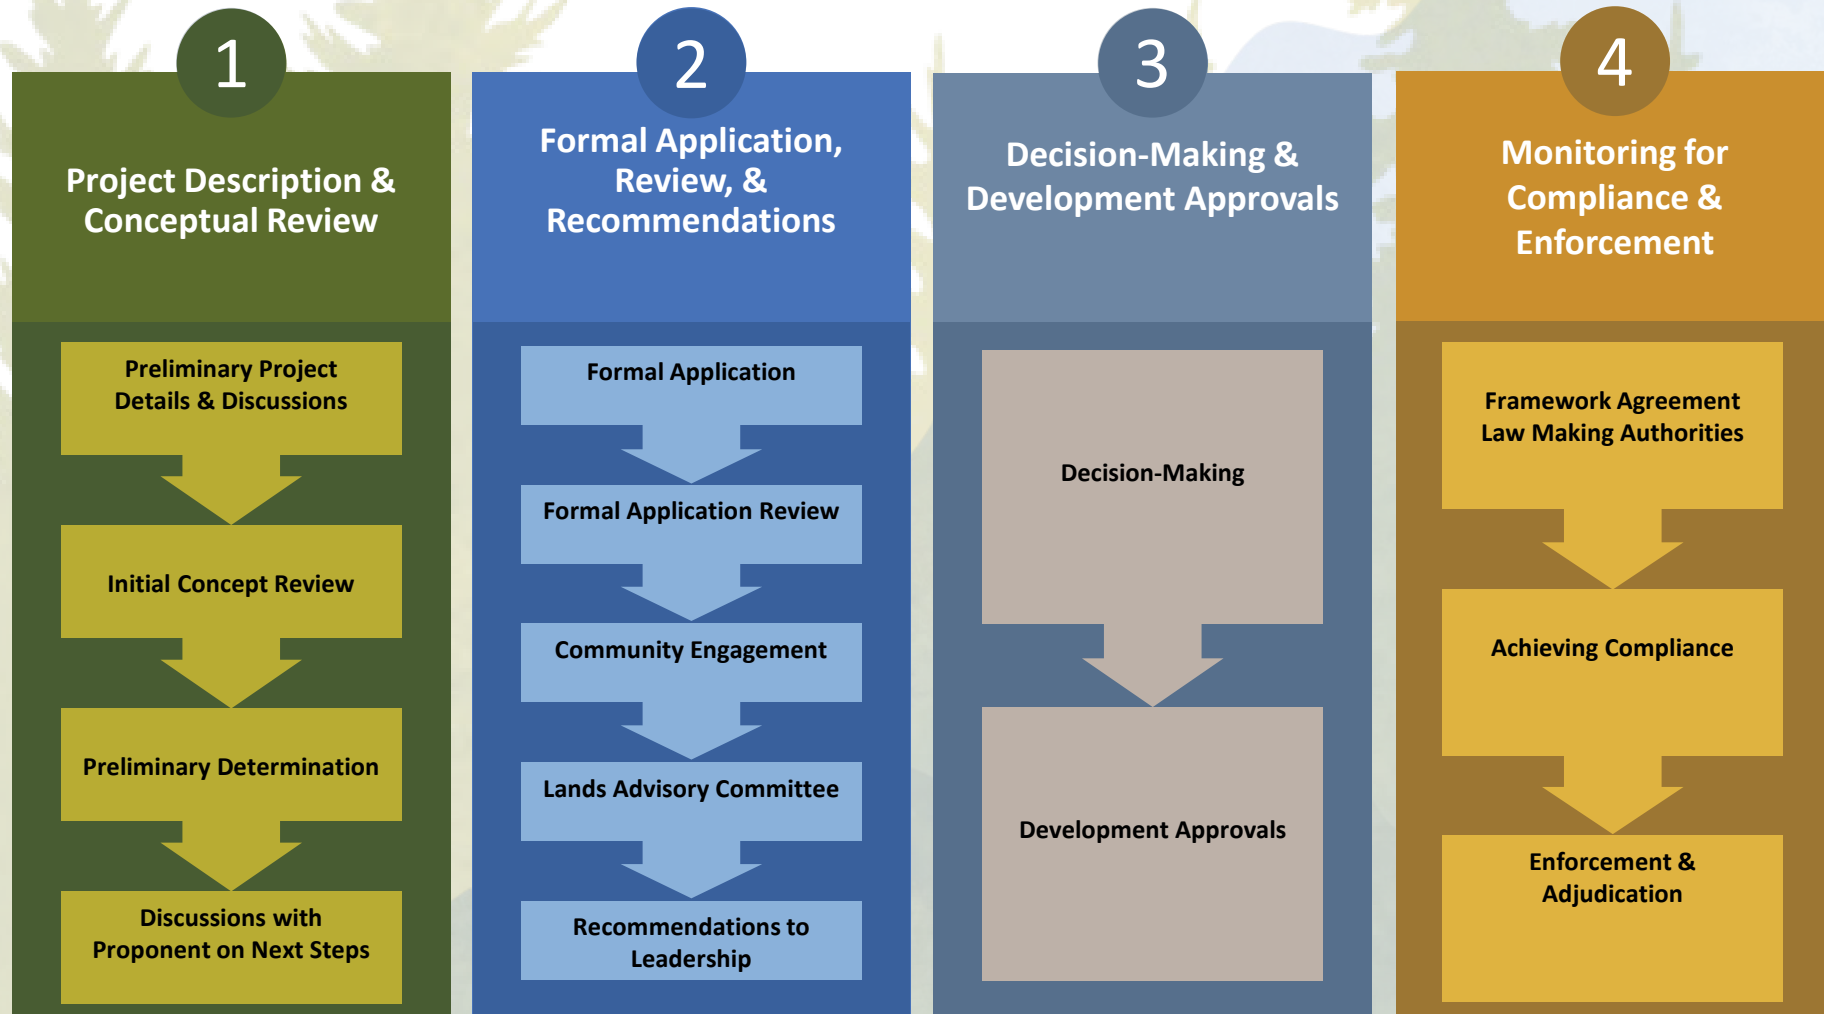 1
Project Description &
Conceptual Review
Preliminary Project
Details & Discussions
Initial Concept Review
Preliminary Determination
Discussions with
Proponent on Next Steps
2
Formal Application,
Review, &
Recommendations
Formal Application
Formal Application Review
Community Engagement
Lands Advisory Committee
Recommendations to
Leadership
3
Decision-Making &
Development Approvals
Decision-Making
Development Approvals
4
Monitoring for
Compliance &
Enforcement
Framework Agreement
Law Making Authorities
Achieving Compliance
Enforcement &
Adjudication